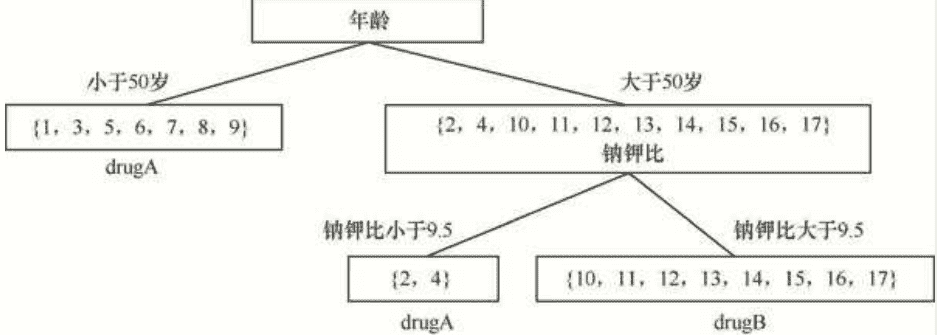 年龄
小于50岁
大于50岁
{1，3，5，6，7，8，9}
{2，4，10，11，12，13，14，15，16，17}
钠钾比
drugA
钠钾比小于9.5
钠钾比大于9.5
{2，4}
{10，11，12，13，14，15，16，17}
drugA
drugB